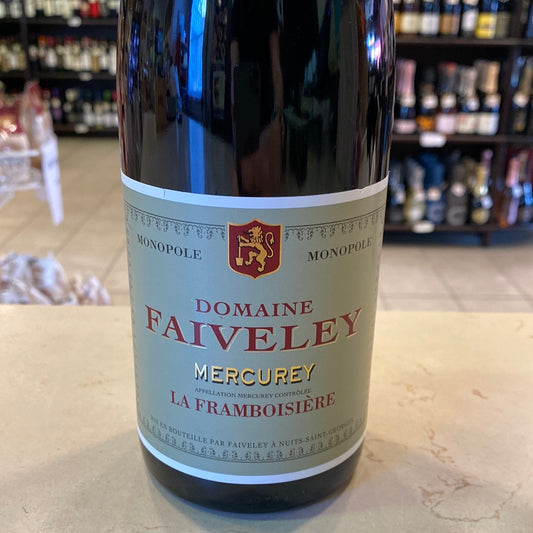 MONOPOLE MONOPOLE
DOMAINE
FAIVELEY
MERCUREY
APPELLATION MERCUREY CONTRÔLÉE
LA FRAMBOISIÈRE
MIS EN BOUTEILLE PAR FAIVELEY À NUITS-SAINT-GEORGES